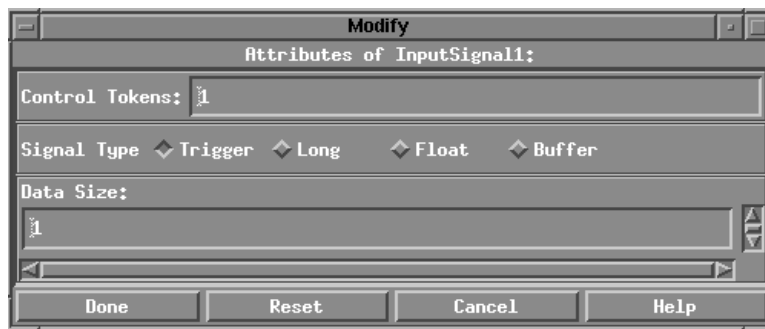 Modify
Attributes of InputSignal1:
Control Tokens: 1
Signal Type Trigger Long Float Buffer
Data Size:
1
Done Reset Cancel Help